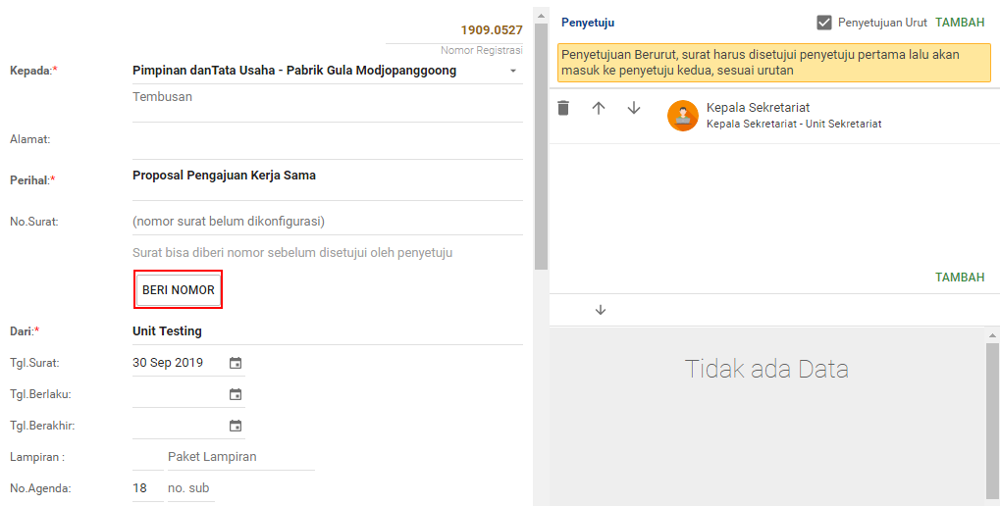 1909.0527
Nomor Registrasi
Kepada:*
Pimpinan danTata Usaha - Pabrik Gula Modjopanggoong
Tembusan
Alamat:
Perihal:*
Proposal Pengajuan Kerja Sama
No.Surat:
(nomor surat belum dikonfigurasi)
Surat bisa diberi nomor sebelum disetujui oleh penyetuju
BERI NOMOR
Dari:*
Unit Testing
Tgl.Surat:
30 Sep 2019
Tgl.Berlaku:
Tgl.Berakhir:
Lampiran :
Paket Lampiran
No.Agenda:
18
no. sub
Penyetuju
Penyetujuan Urut
TAMBAH
Penyetujuan Berurut, surat harus disetujui penyetuju pertama lalu akan
masuk ke penyetuju kedua, sesuai urutan
Kepala Sekretariat
Kepala Sekretariat - Unit Sekretariat
TAMBAH
Tidak ada Data